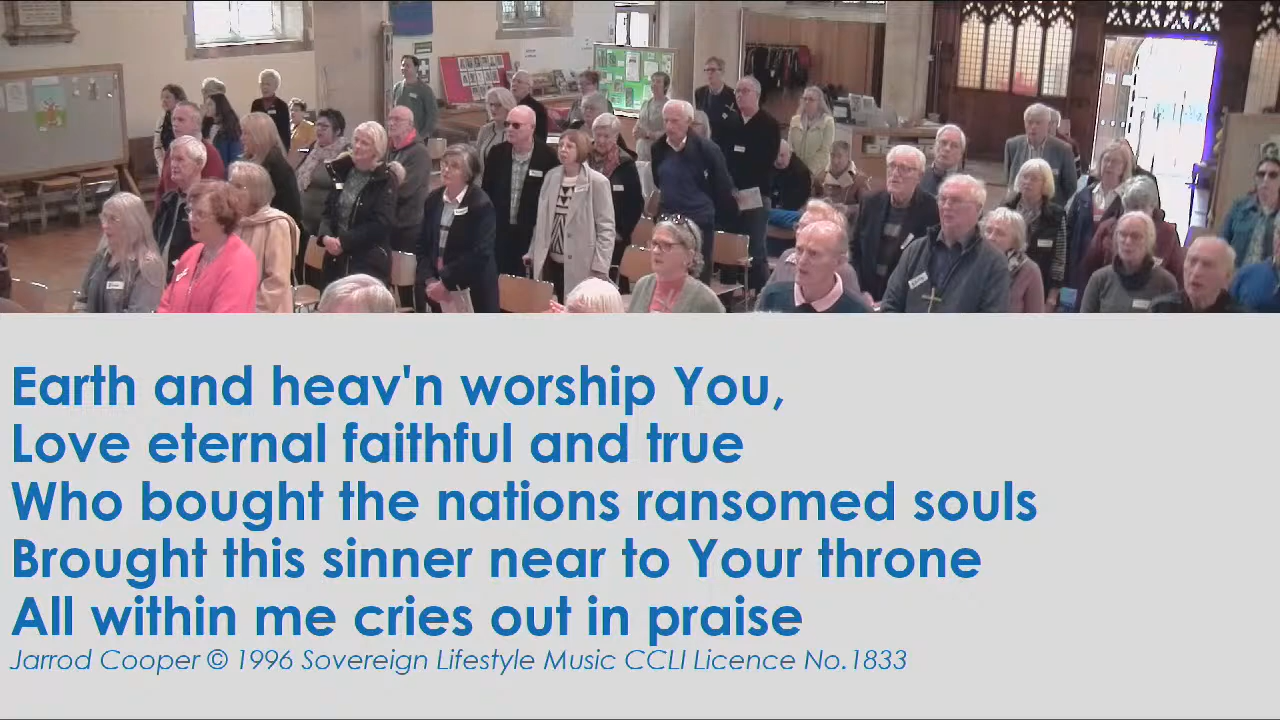 Earth and heav'n worship You,
Love eternal faithful and true
Who bought the nations ransomed souls
Brought this sinner near to Your throne
All within me cries out in praise
Jarrod Cooper © 1996 Sovereign Lifestyle Music CCLI Licence No.1833